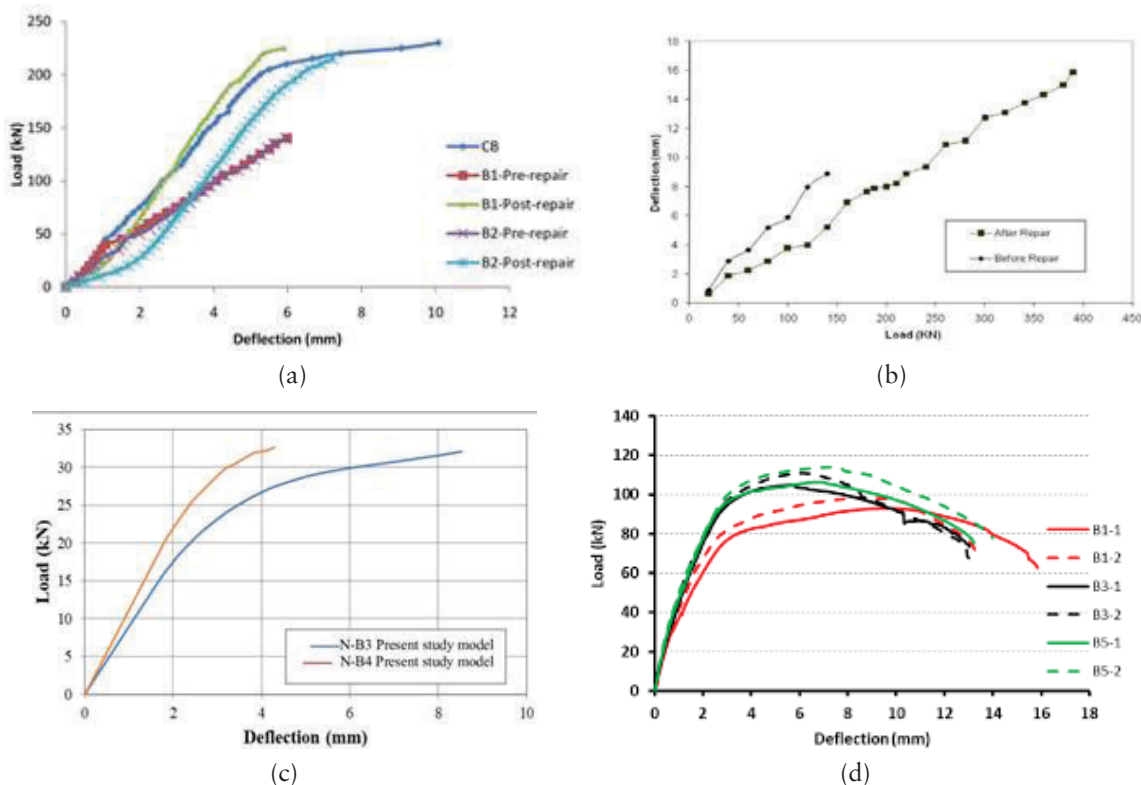 250
200
150
100
50
0
Load (kN)
0 2 4 6 8 10 12
Deflection (mm)
CB
B1-Pre-repair
B1-Post-repair
B2-Pre-repair
B2-Post-repair
(a)
18
16
14
12
10
8
6
4
2
0
Deflection (mm)
0 50 100 150 200 250 300 350 400 450
Load (KN)
After Repair
Before Repair
(b)
35
30
25
20
15
10
5
0
Load (kN)
0 2 4 6 8 10
Deflection (mm)
N-B3 Present study model
N-B4 Present study model
(c)
140
120
100
80
60
40
20
0
Load (kN)
0 2 4 6 8 10 12 14 16 18
Deflection (mm)
B1-1
B1-2
B3-1
B3-2
B5-1
B5-2
(d)